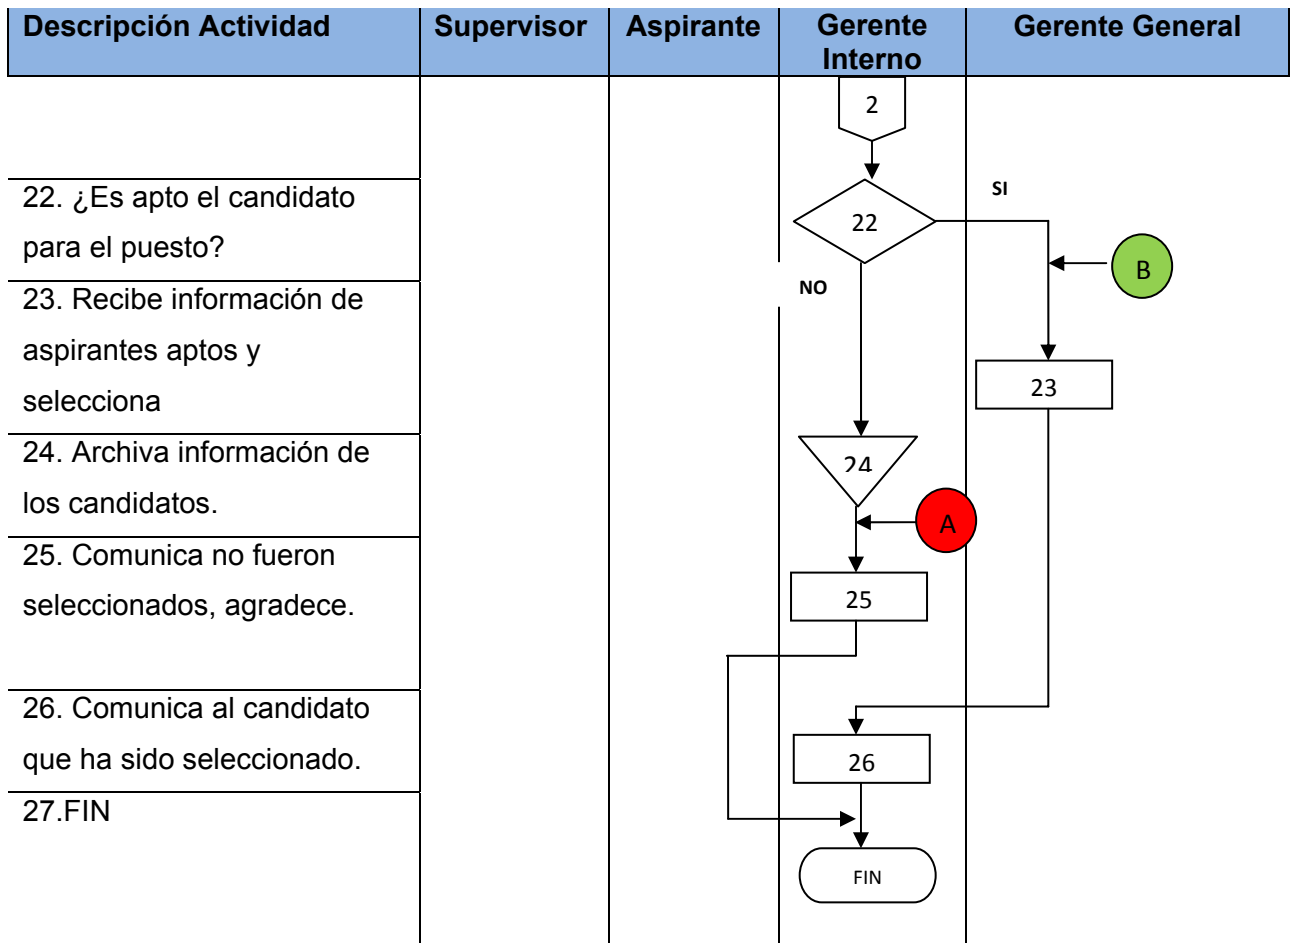 Descripción Actividad
Supervisor
Aspirante
Gerente
Interno
Gerente General
2
22. ¿Es apto el candidato
para el puesto?
22
SI
NO
B
23. Recibe información de
aspirantes aptos y
selecciona
23
24. Archiva información de
los candidatos.
24
A
25. Comunica no fueron
seleccionados, agradece.
25
26. Comunica al candidato
que ha sido seleccionado.
26
27.FIN
FIN